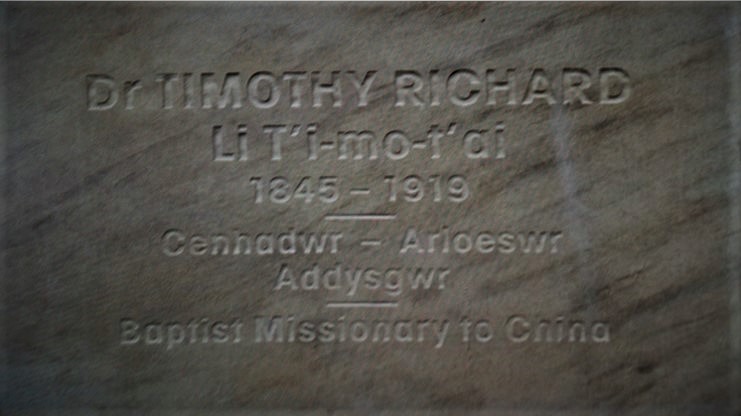 Dr TIMOTHY RICHARD
Li T'i-mo-t'ai
1845 – 1919
Cenhadwr – Arloeswr
Addysgwr
Baptist Missionary to China